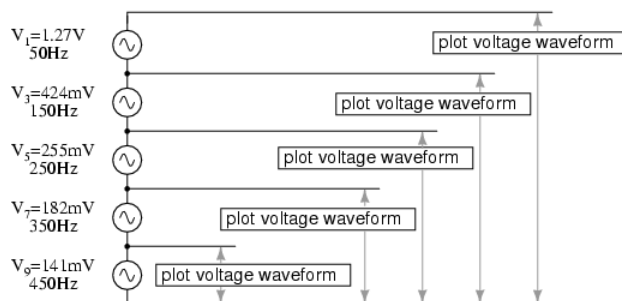 V1=1.27V
50Hz
plot voltage waveform
V3=424mV
150Hz
plot voltage waveform
V5=255mV
250Hz
plot voltage waveform
V7=182mV
350Hz
plot voltage waveform
V9=141mV
450Hz
plot voltage waveform